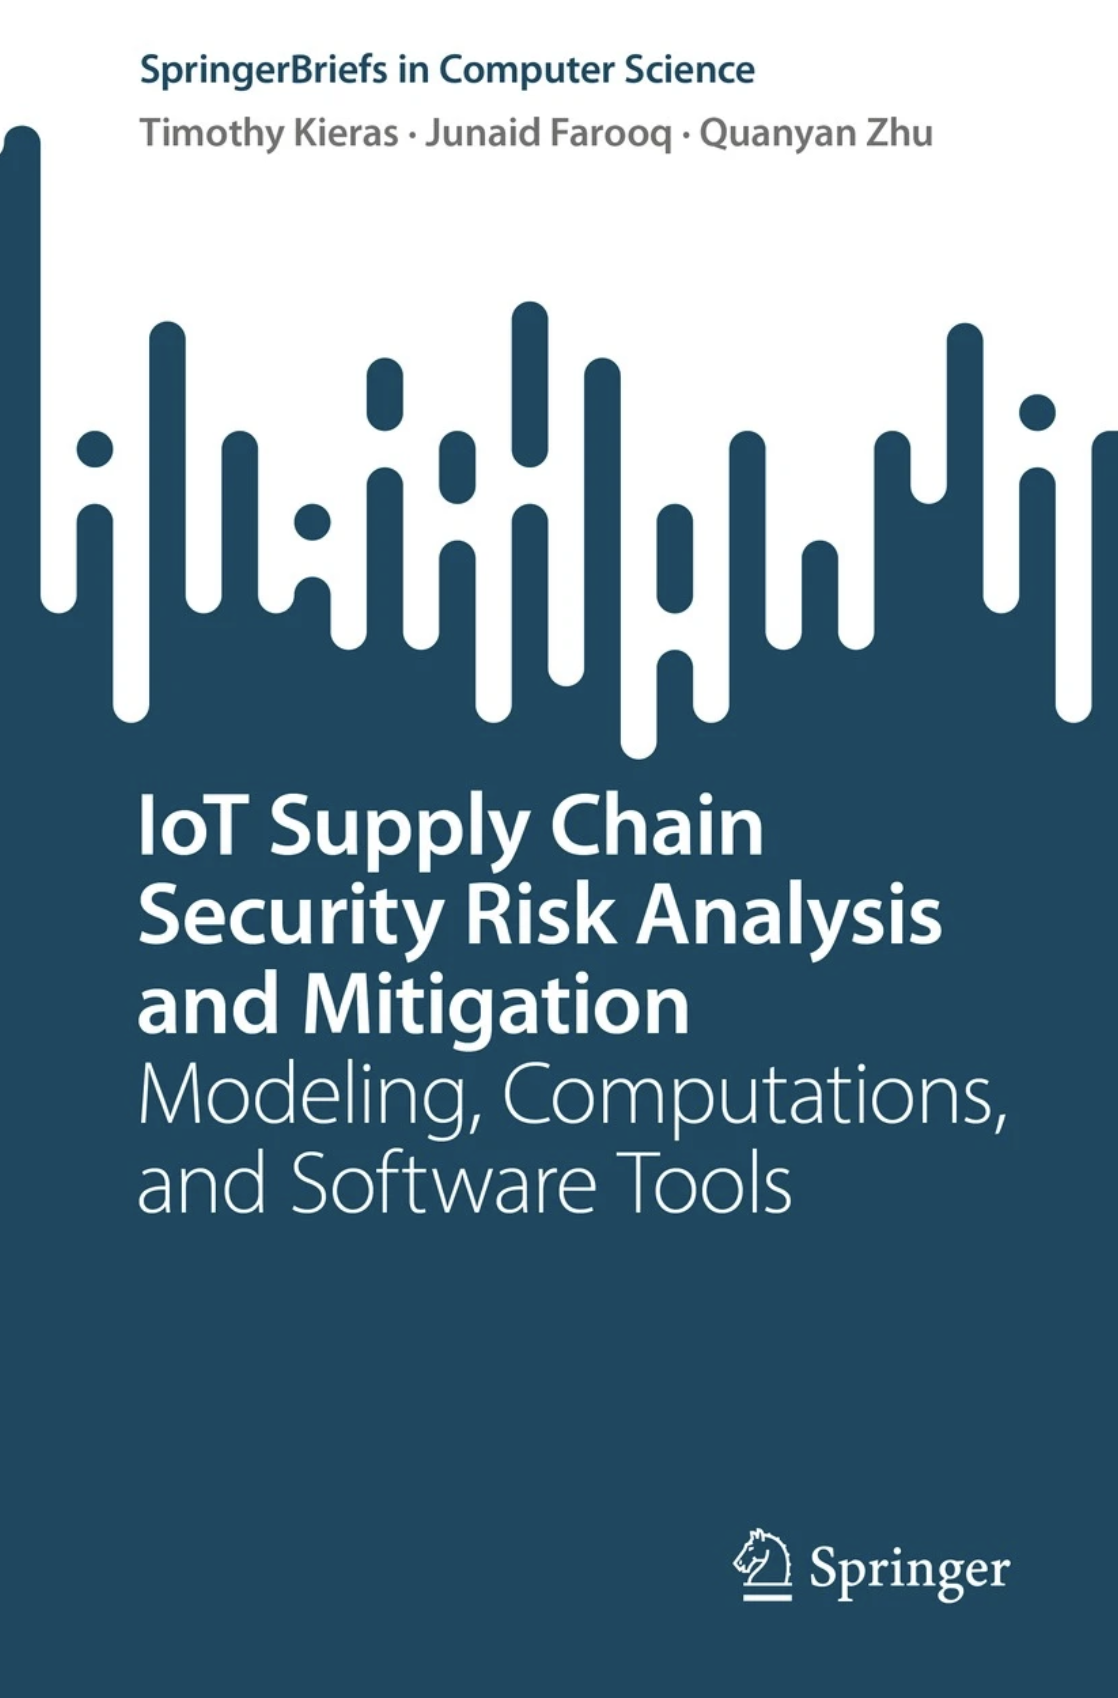 SpringerBriefs in Computer Science
Timothy Kieras · Junaid Farooq · Quanyan Zhu
IoT Supply Chain
Security Risk Analysis
and Mitigation
Modeling, Computations,
and Software Tools
Springer